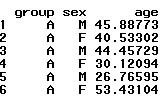 group sex age
1 A M 45.88773
2 A F 40.53302
3 A M 44.45729
4 A F 30.12094
5 A M 26.76595
6 A F 53.43104